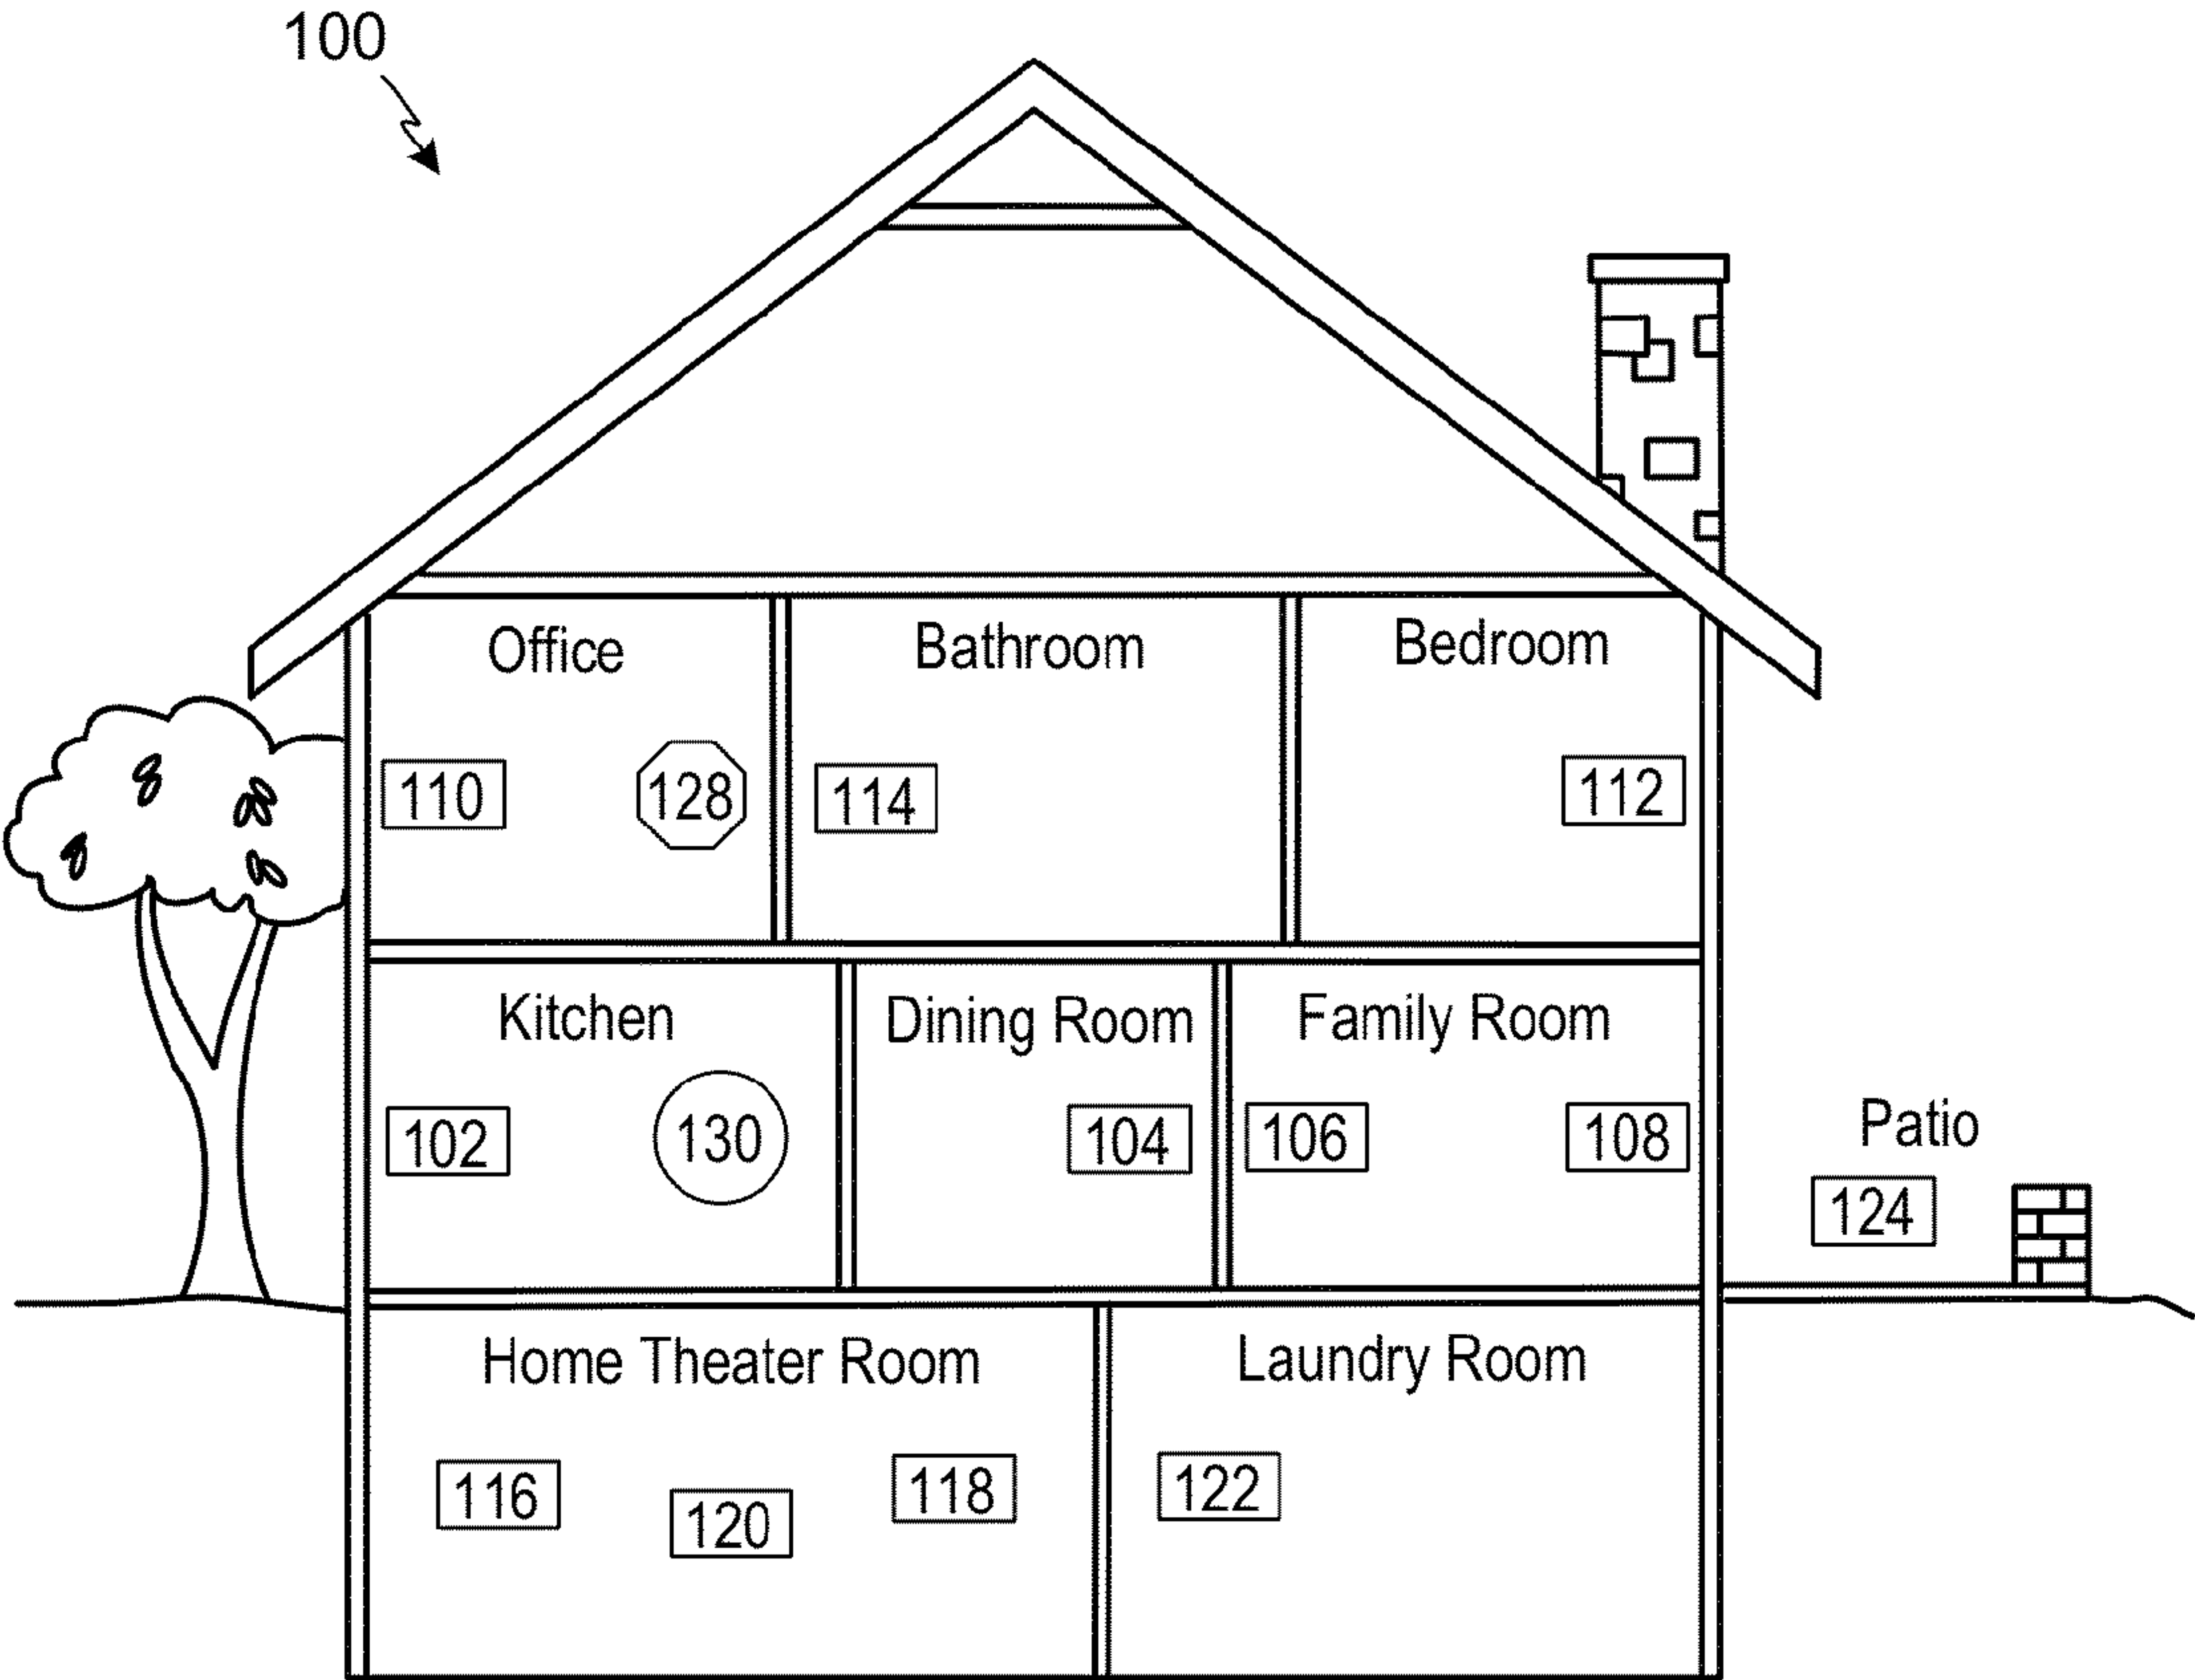 100
Office
Bathroom
Bedroom
110
128
114
112
Kitchen
Dining Room
Family Room
102
130
104
106
108
Patio
124
Home Theater Room
Laundry Room
116
120
118
122